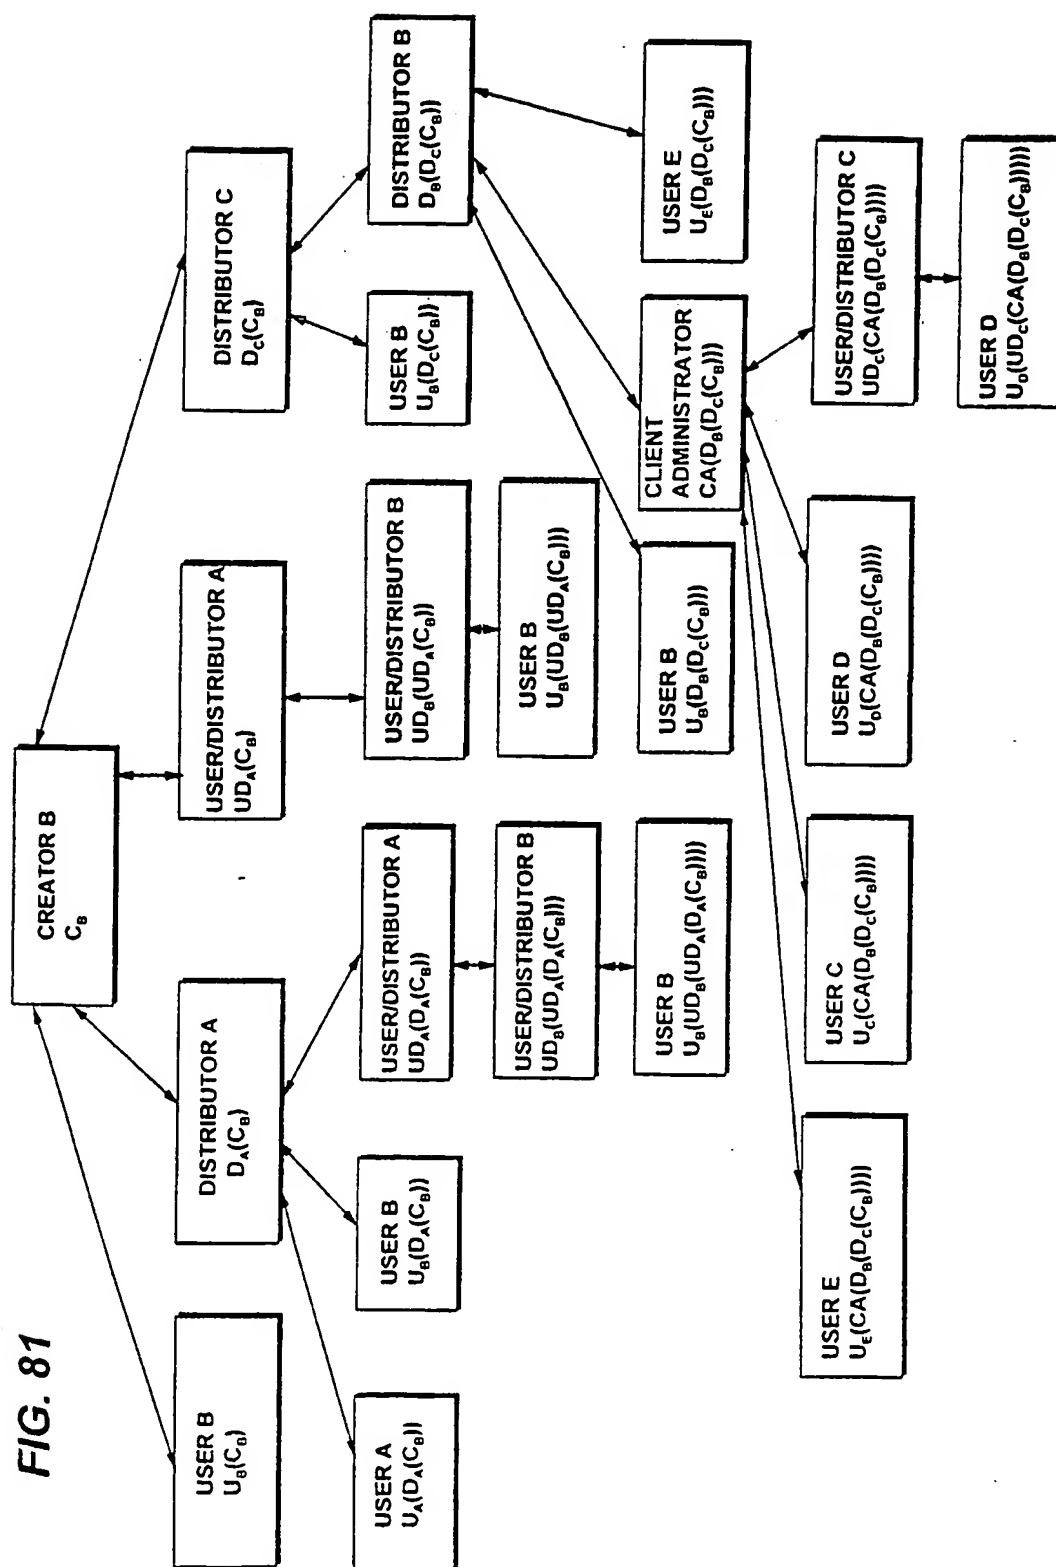 FIG. 81
CREATOR B
C_B
USER B
U_B(C_B)
DISTRIBUTOR A
D_A(C_B)
USER/DISTRIBUTOR A
UD_A(C_B)
DISTRIBUTOR C
D_C(C_B)
USER A
U_A(D_A(C_B))
USER B
U_B(D_A(C_B))
USER/DISTRIBUTOR A
UD_A(D_A(C_B))
USER/DISTRIBUTOR B
UD_B(UD_A(C_B))
USER B
U_B(D_C(C_B))
DISTRIBUTOR B
D_B(D_C(C_B))
USER/DISTRIBUTOR B
UD_B(UD_A(D_A(C_B)))
USER B
U_B(UD_B(UD_A(C_B)))
USER B
U_B(UD_B(UD_A(D_A(C_B))))
USER B
U_B(D_B(D_C(C_B)))
CLIENT
ADMINISTRATOR
CA(D_B(D_C(C_B)))
USER E
U_E(D_B(D_C(C_B)))
USER E
U_E(CA(D_B(D_C(C_B))))
USER C
U_C(CA(D_B(D_C(C_B))))
USER D
U_D(CA(D_B(D_C(C_B))))
USER/DISTRIBUTOR C
UD_C(CA(D_B(D_C(C_B))))
USER D
U_D(UD_C(CA(D_B(D_C(C_B)))))